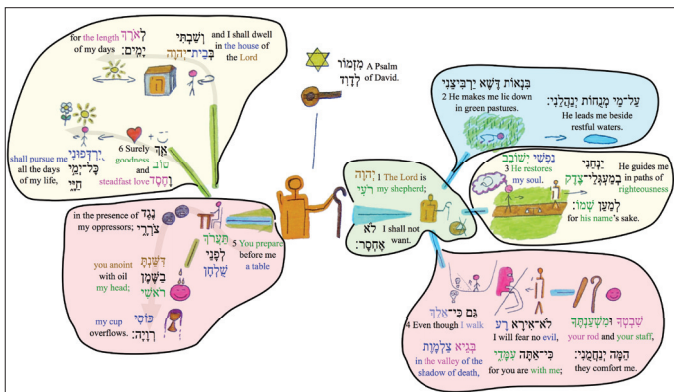 מִזְמוֹר
לְדָוִד
A Psalm
of David.
יְהוָה
רֹעִי
1 The Lord is
my shepherd;
לֹא
אֶחְסָר:
I shall not
want.
בִּנְאוֹת דֶּשֶׁא יַרְבִּיצֵנִי
2 He makes me lie down
in green pastures.
עַל־מֵי מְנֻחוֹת יְנַהֲלֵנִי:
He leads me beside
restful waters.
נַפְשִׁי יְשׁוֹבֵב
3 He restores
my soul.
יַנְחֵנִי
בְמַעְגְּלֵי־צֶדֶק
He guides me
in paths of
righteousness
לְמַעַן שְׁמוֹ:
for his name's sake.
גַּם כִּי־אֵלֵךְ
4 Even though I walk
בְּגֵיא צַלְמָוֶת
in the valley of the
shadow of death,
לֹא־אִירָא רָע
I will fear no evil,
כִּי־אַתָּה עִמָּדִי
for you are with me;
שִׁבְטְךָ וּמִשְׁעַנְתֶּךָ
your rod and your staff,
הֵמָּה יְנַחֲמֻנִי:
they comfort me.
תַּעֲרֹךְ
לְפָנַי
שֻׁלְחָן
5 You prepare
before me
a table
נֶגֶד
צֹרְרָי
in the presence of
my oppressors;
דִּשַּׁנְתָּ
בַשֶּׁמֶן
רֹאשִׁי
you anoint
with oil
my head;
כּוֹסִי
רְוָיָה:
my cup
overflows.
אַךְ
טוֹב
וָחֶסֶד
6 Surely
goodness
and
steadfast love
יִרְדְּפוּנִי
כָּל־יְמֵי
חַיָּי
shall pursue me
all the days
of my life,
וְשַׁבְתִּי
בְּבֵית־יְהוָה
and I shall dwell
in the house of
the Lord
לְאֹרֶךְ
יָמִים:
for the length
of my days